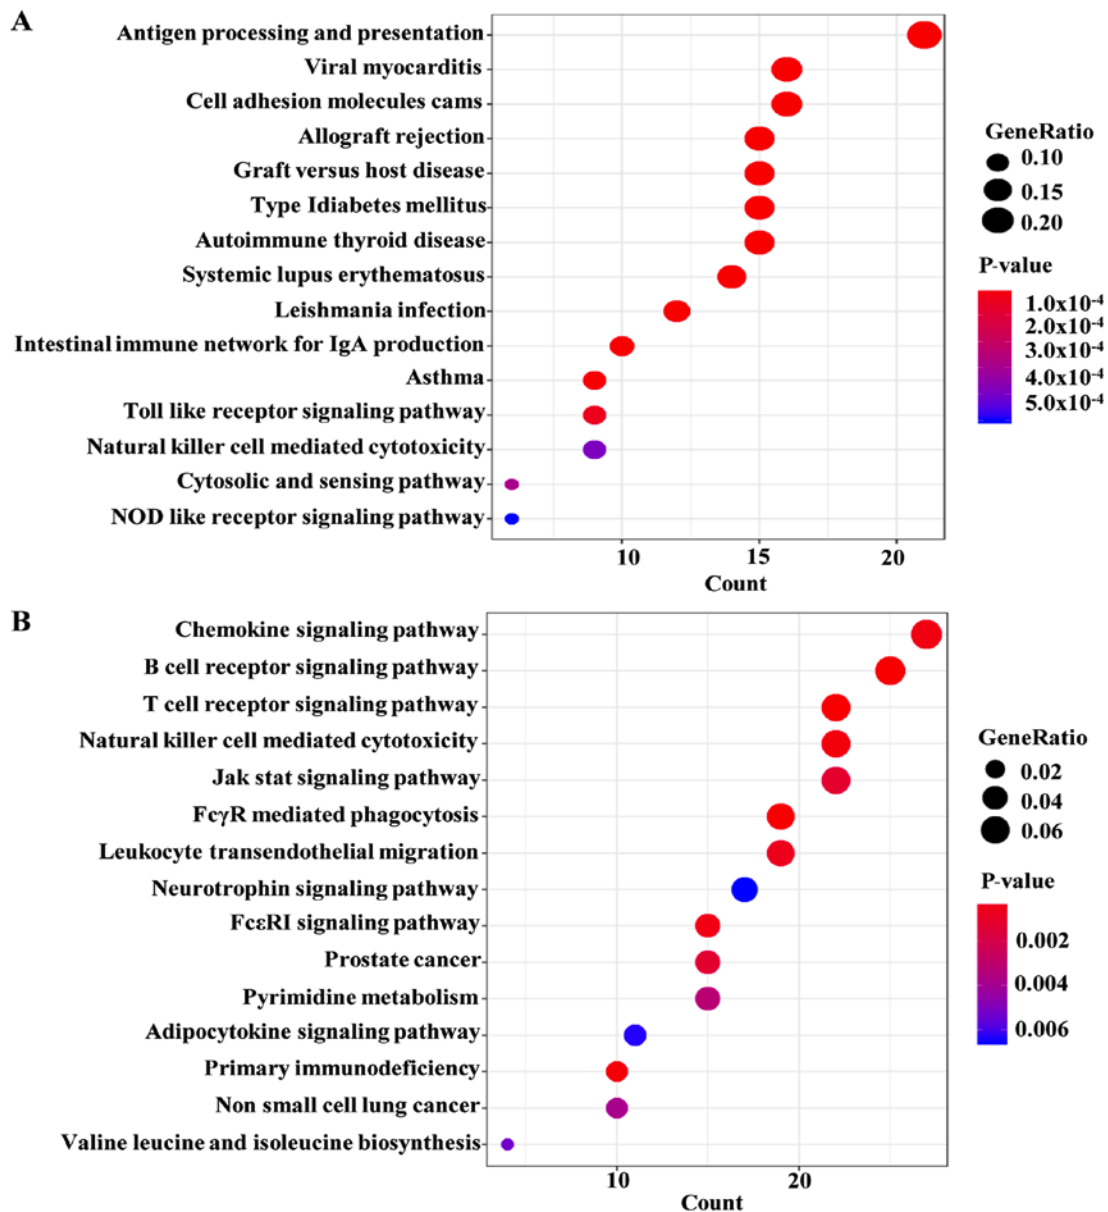 A
Antigen processing and presentation
Viral myocarditis
Cell adhesion molecules cams
Allograft rejection
Graft versus host disease
Type Idiabetes mellitus
Autoimmune thyroid disease
Systemic lupus erythematosus
Leishmania infection
Intestinal immune network for IgA production
Asthma
Toll like receptor signaling pathway
Natural killer cell mediated cytotoxicity
Cytosolic and sensing pathway
NOD like receptor signaling pathway
10 15 20
Count
GeneRatio
0.10
0.15
0.20
P-value
1.0x10⁻⁴
2.0x10⁻⁴
3.0x10⁻⁴
4.0x10⁻⁴
5.0x10⁻⁴
B
Chemokine signaling pathway
B cell receptor signaling pathway
T cell receptor signaling pathway
Natural killer cell mediated cytotoxicity
Jak stat signaling pathway
FcγR mediated phagocytosis
Leukocyte transendothelial migration
Neurotrophin signaling pathway
FcεRI signaling pathway
Prostate cancer
Pyrimidine metabolism
Adipocytokine signaling pathway
Primary immunodeficiency
Non small cell lung cancer
Valine leucine and isoleucine biosynthesis
10 20
Count
GeneRatio
0.02
0.04
0.06
P-value
0.002
0.004
0.006